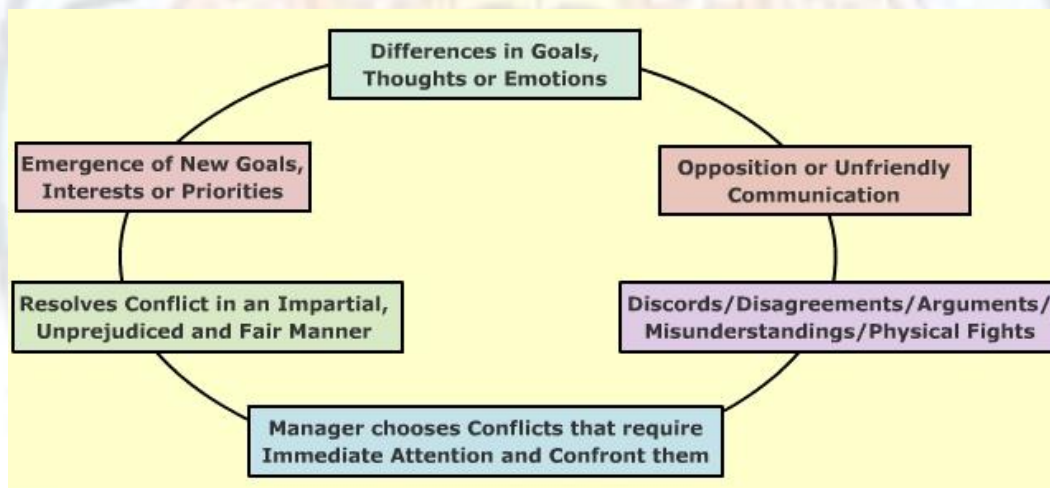 Differences in Goals,
Thoughts or Emotions
Emergence of New Goals,
Interests or Priorities
Opposition or Unfriendly
Communication
Resolves Conflict in an Impartial,
Unprejudiced and Fair Manner
Discords/Disagreements/Arguments/
Misunderstandings/Physical Fights
Manager chooses Conflicts that require
Immediate Attention and Confront them